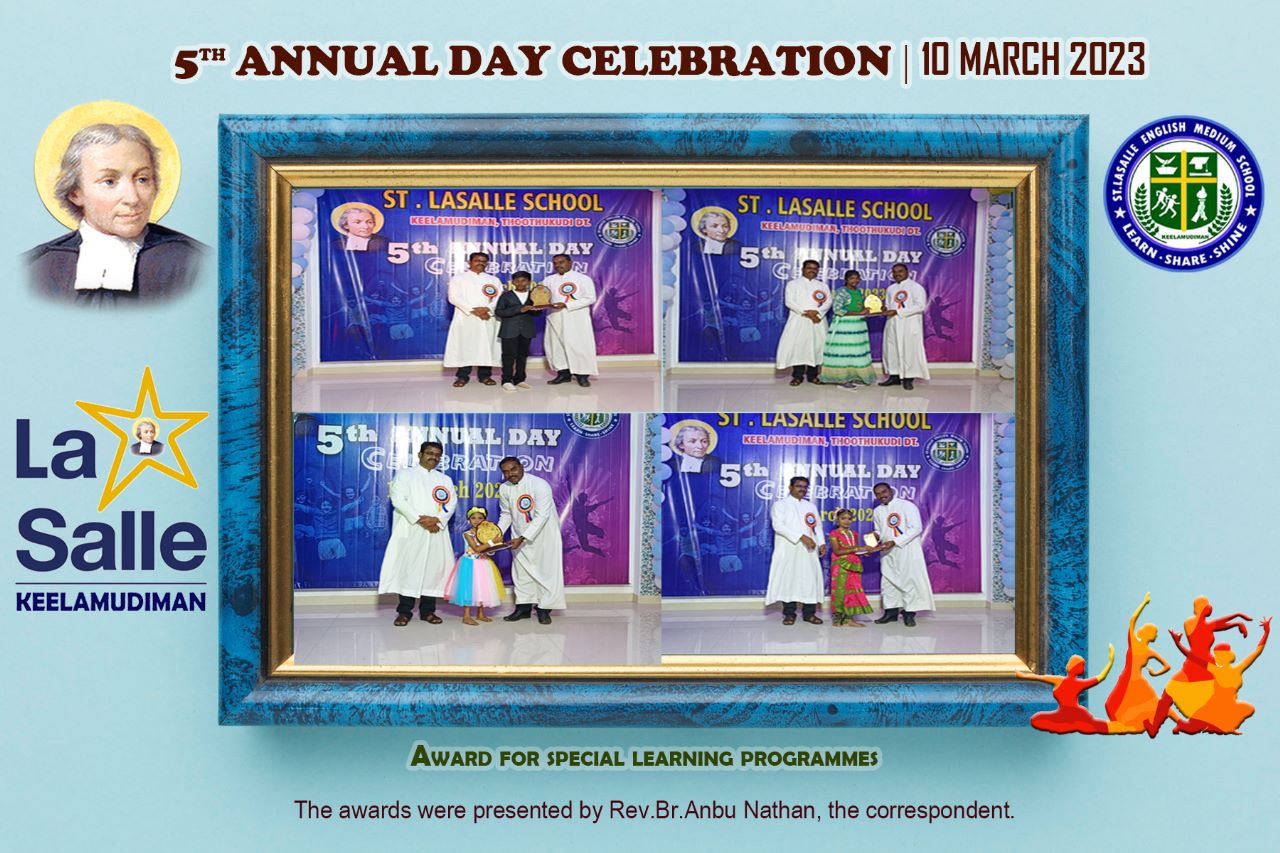 5TH ANNUAL DAY CELEBRATION | 10 MARCH 2023
ST.LASALLE ENGLISH MEDIUM SCHOOL
KEELAMUDIMAN
LEARN · SHARE · SHINE
ST . LASALLE SCHOOL
KEELAMUDIMAN, THOOTHUKUDI DT.
5th ANNUAL DAY
CELEBRATION
ST . LASALLE SCHOOL
KEELAMUDIMAN, THOOTHUKUDI DT.
5th ANNUAL DAY
CELEBRATION
5th ANNUAL DAY
CELEBRATION
ST . LASALLE SCHOOL
KEELAMUDIMAN, THOOTHUKUDI DT.
5th ANNUAL DAY
CELEBRATION
La
Salle
KEELAMUDIMAN
AWARD FOR SPECIAL LEARNING PROGRAMMES
The awards were presented by Rev.Br.Anbu Nathan, the correspondent.